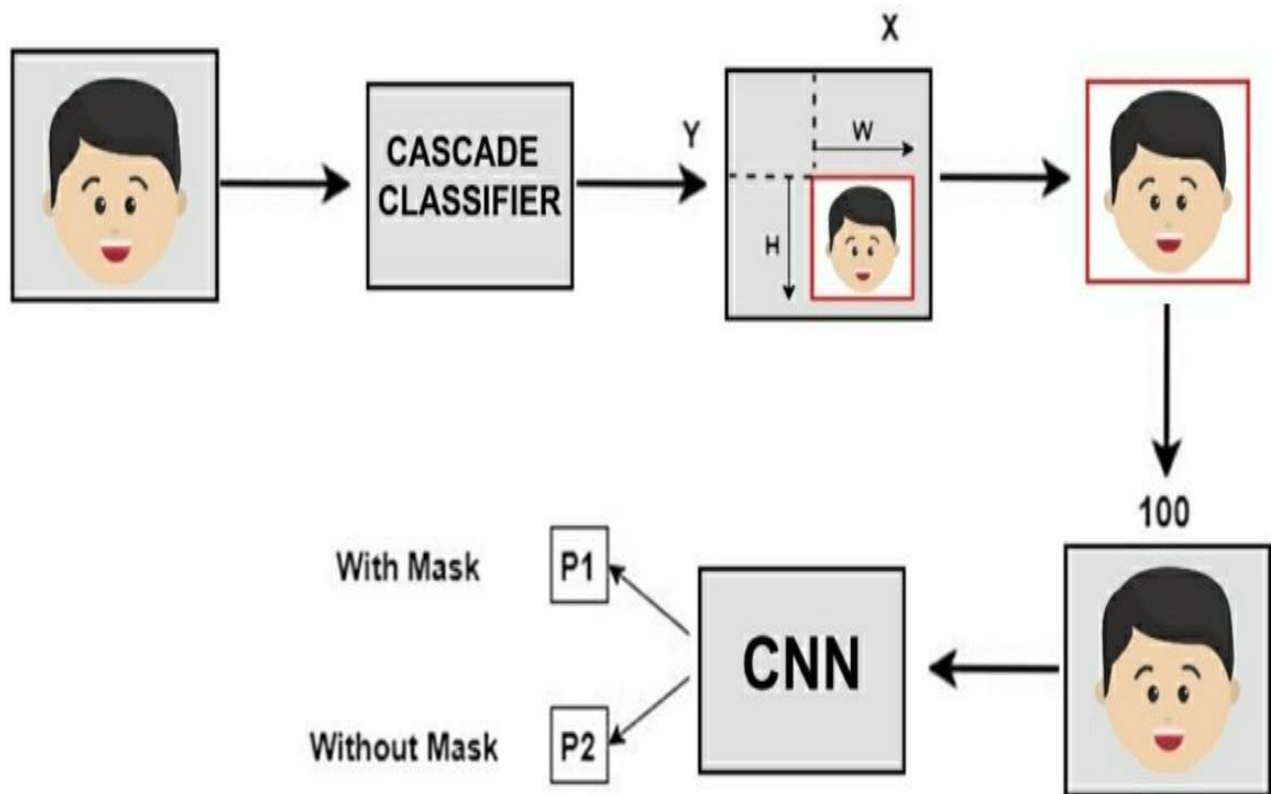 X
CASCADE
CLASSIFIER
Y
W
H
100
With Mask
P1
CNN
Without Mask
P2